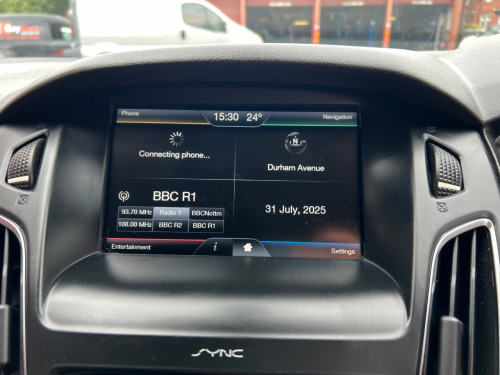 Phone
15:30 24°
Navigation
Connecting phone...
N
Durham Avenue
BBC R1
93.70 MHz Radio 1 BBCNottm
108.00 MHz BBC R2 BBC R1
31 July, 2025
Entertainment
i
Settings
SYNC